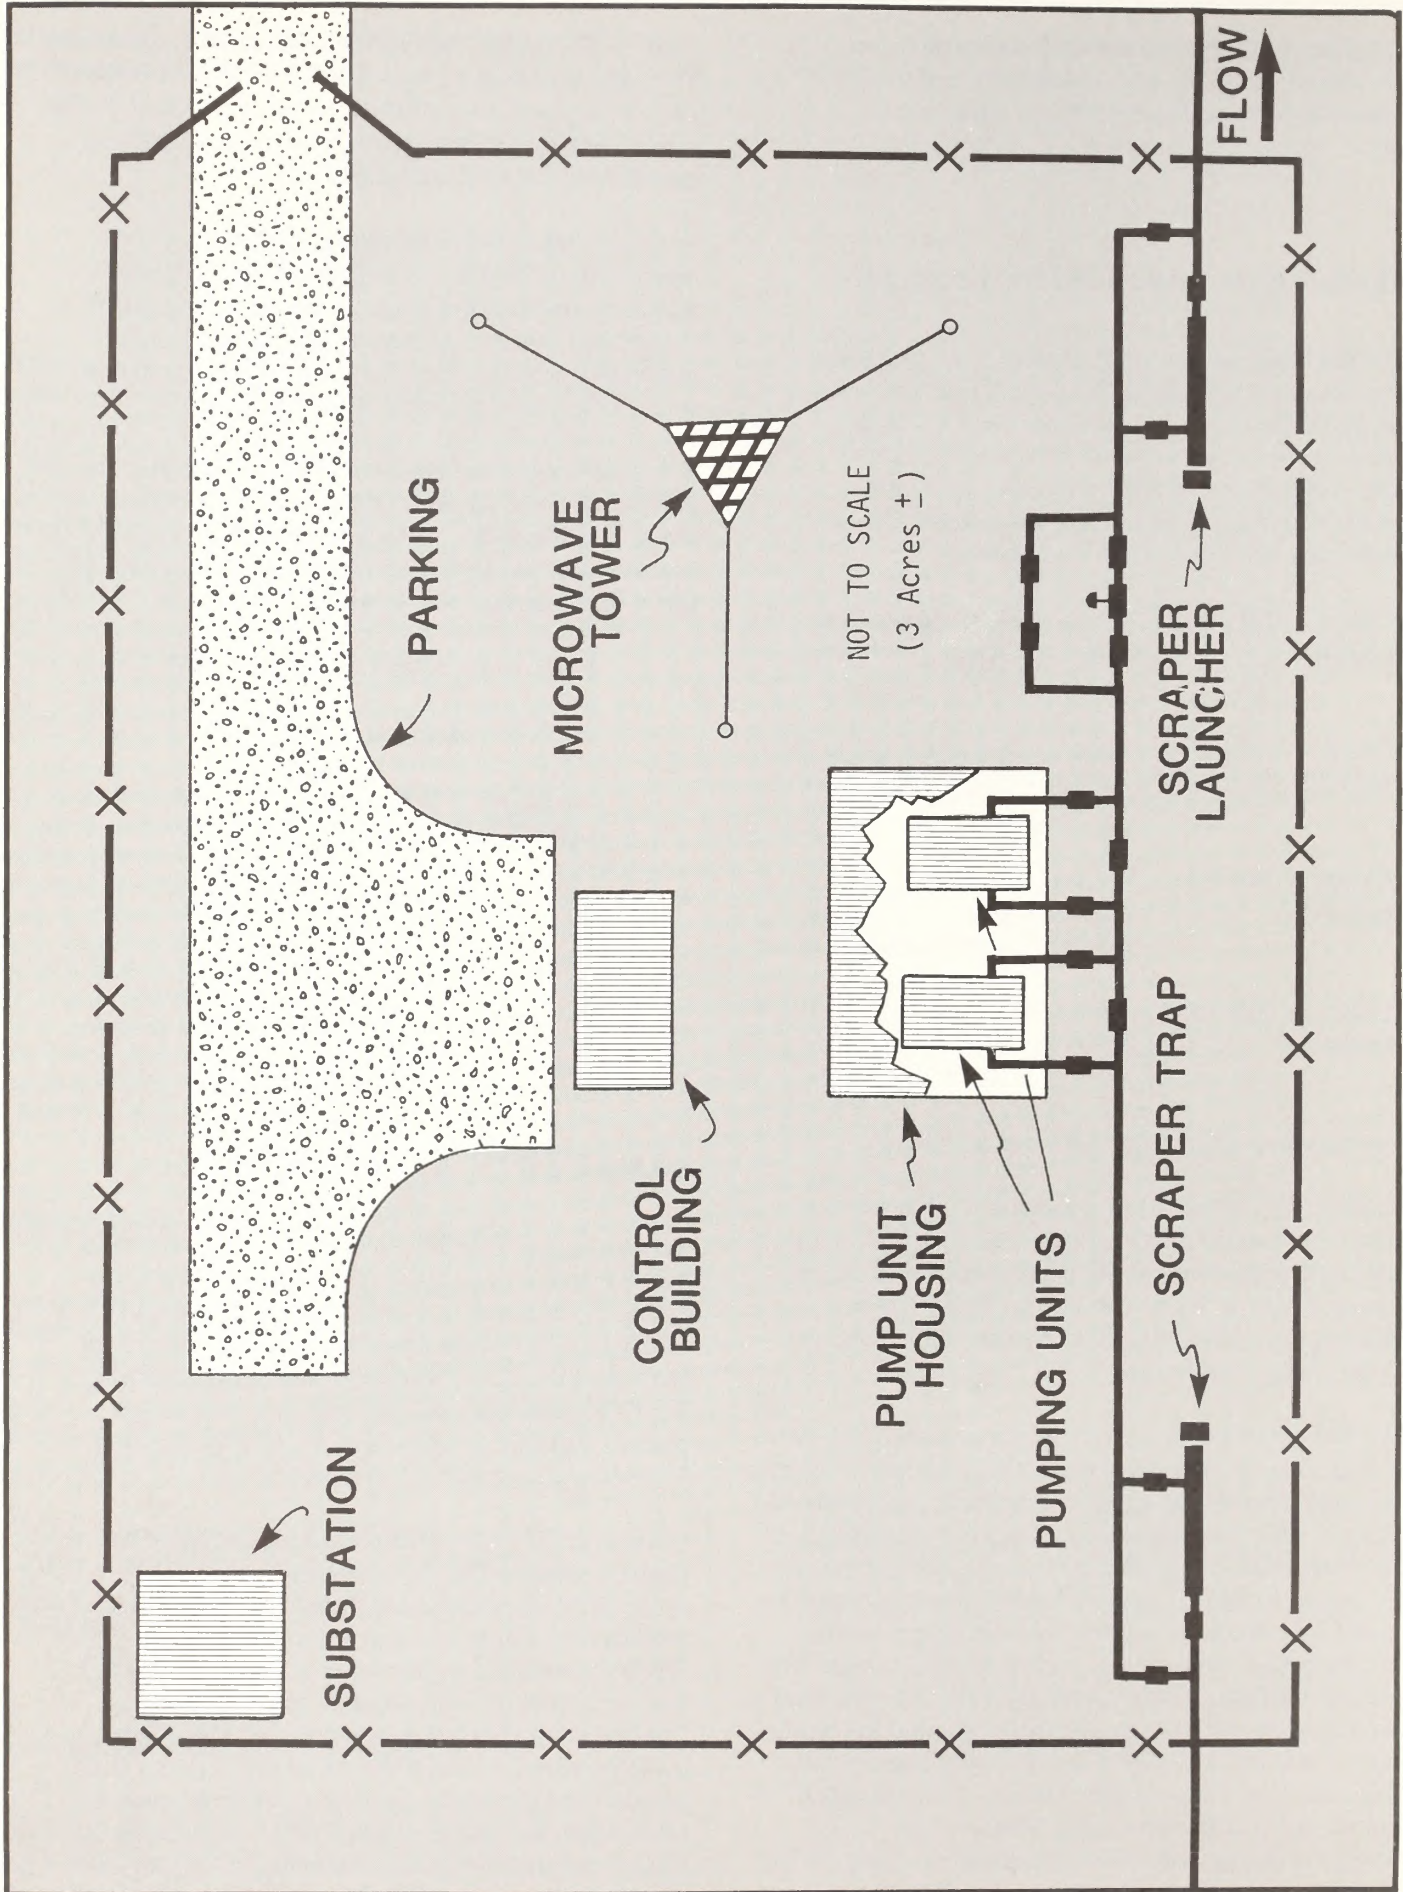 SUBSTATION
PARKING
CONTROL
BUILDING
MICROWAVE
TOWER
NOT TO SCALE
(3 Acres ±)
PUMP UNIT
HOUSING
PUMPING UNITS
SCRAPER TRAP
SCRAPER
LAUNCHER
FLOW